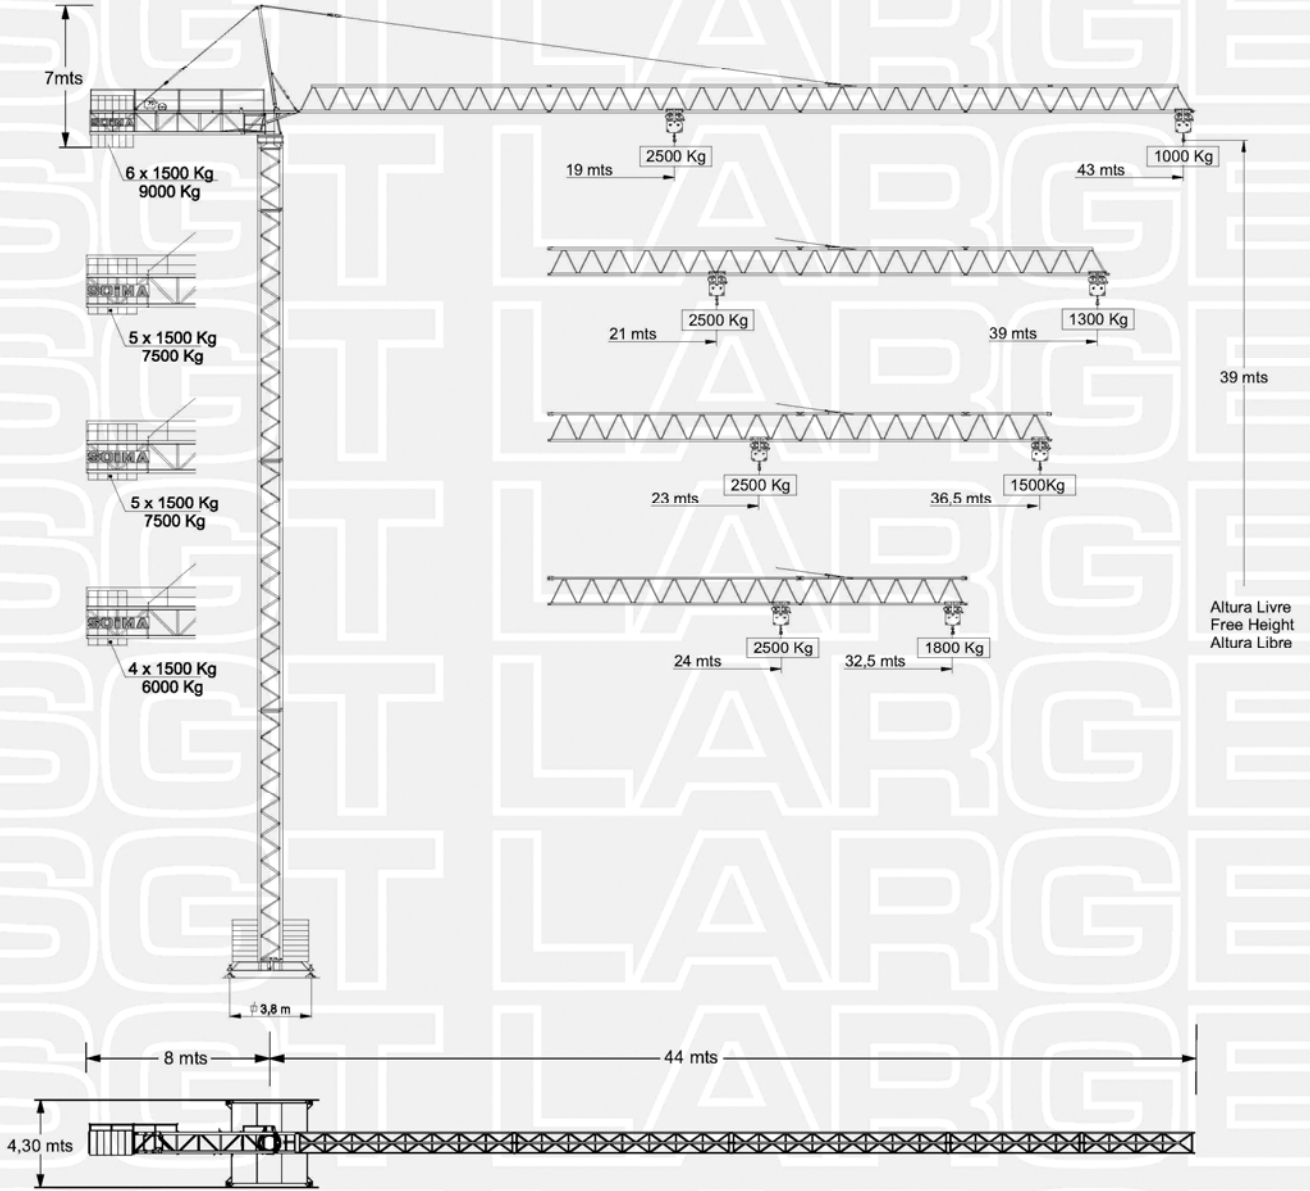 SGT LARGE
7mts
SOIMA
6 x 1500 Kg
9000 Kg
2500 Kg
19 mts
1000 Kg
43 mts
SOIMA
5 x 1500 Kg
7500 Kg
2500 Kg
21 mts
1300 Kg
39 mts
39 mts
SOIMA
5 x 1500 Kg
7500 Kg
2500 Kg
23 mts
1500Kg
36,5 mts
SOIMA
4 x 1500 Kg
6000 Kg
2500 Kg
24 mts
1800 Kg
32,5 mts
Altura Livre
Free Height
Altura Libre
3,8 m
8 mts
44 mts
4,30 mts